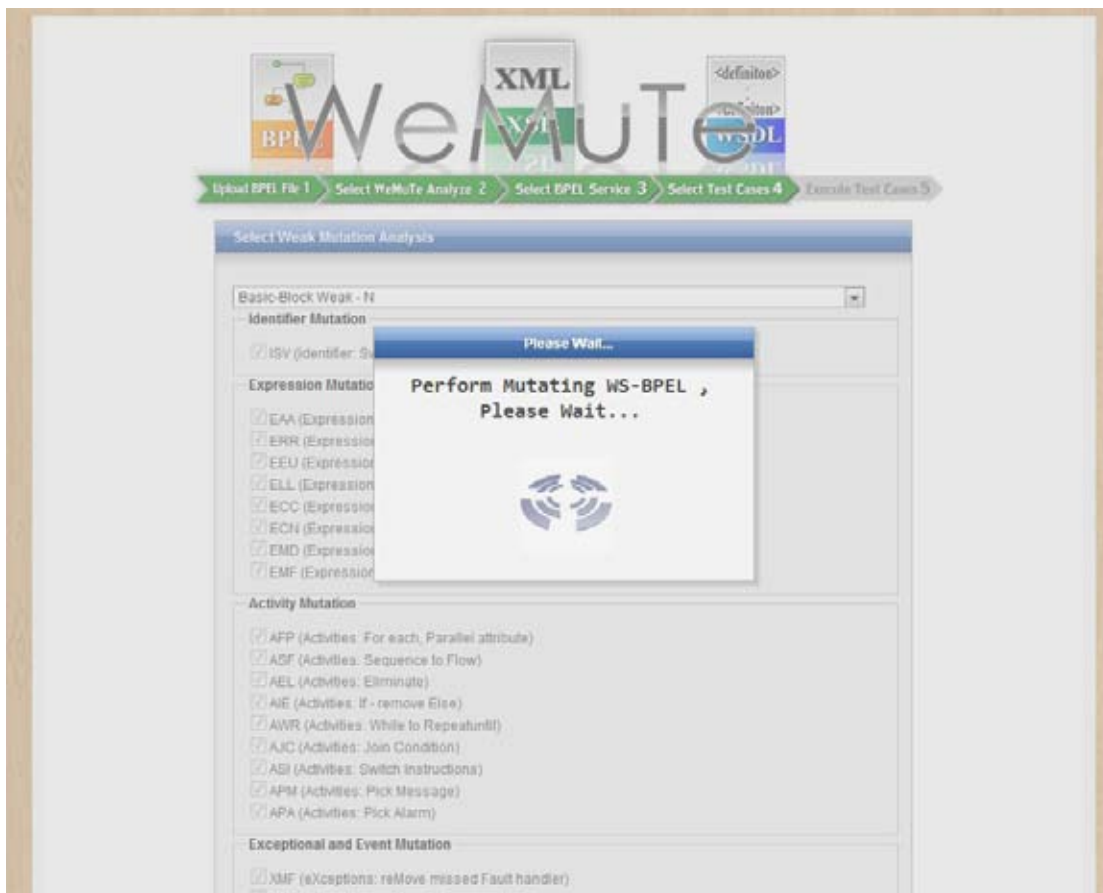 <definiton>
XML
WeMuTe
BPEL
XSL
<definiton>
WSDL
Upload BPEL File 1
Select WeMuTe Analyze 2
Select BPEL Service 3
Select Test Cases 4
Execute Test Cases 5
Select Weak Mutation Analysis
Basic-Block Weak - N
Identifier Mutation
ISV (Identifier: Sw
Please Wait...
Perform Mutating WS-BPEL ,
Please Wait...
Expression Mutatio
EAA (Expression
ERR (Expression
EEU (Expression
ELL (Expression
ECC (Expression
ECN (Expression
EMD (Expression
EMF (Expression
Activity Mutation
AFP (Activities: For each, Parallel attribute)
ASF (Activities: Sequence to Flow)
AEL (Activities: Eliminate)
AIE (Activities: If - remove Else)
AWR (Activities: While to Repeatuntil)
AJC (Activities: Join Condition)
ASI (Activities: Switch Instructions)
APM (Activities: Pick Message)
APA (Activities: Pick Alarm)
Exceptional and Event Mutation
XMF (eXceptions: reMove missed Fault handler)